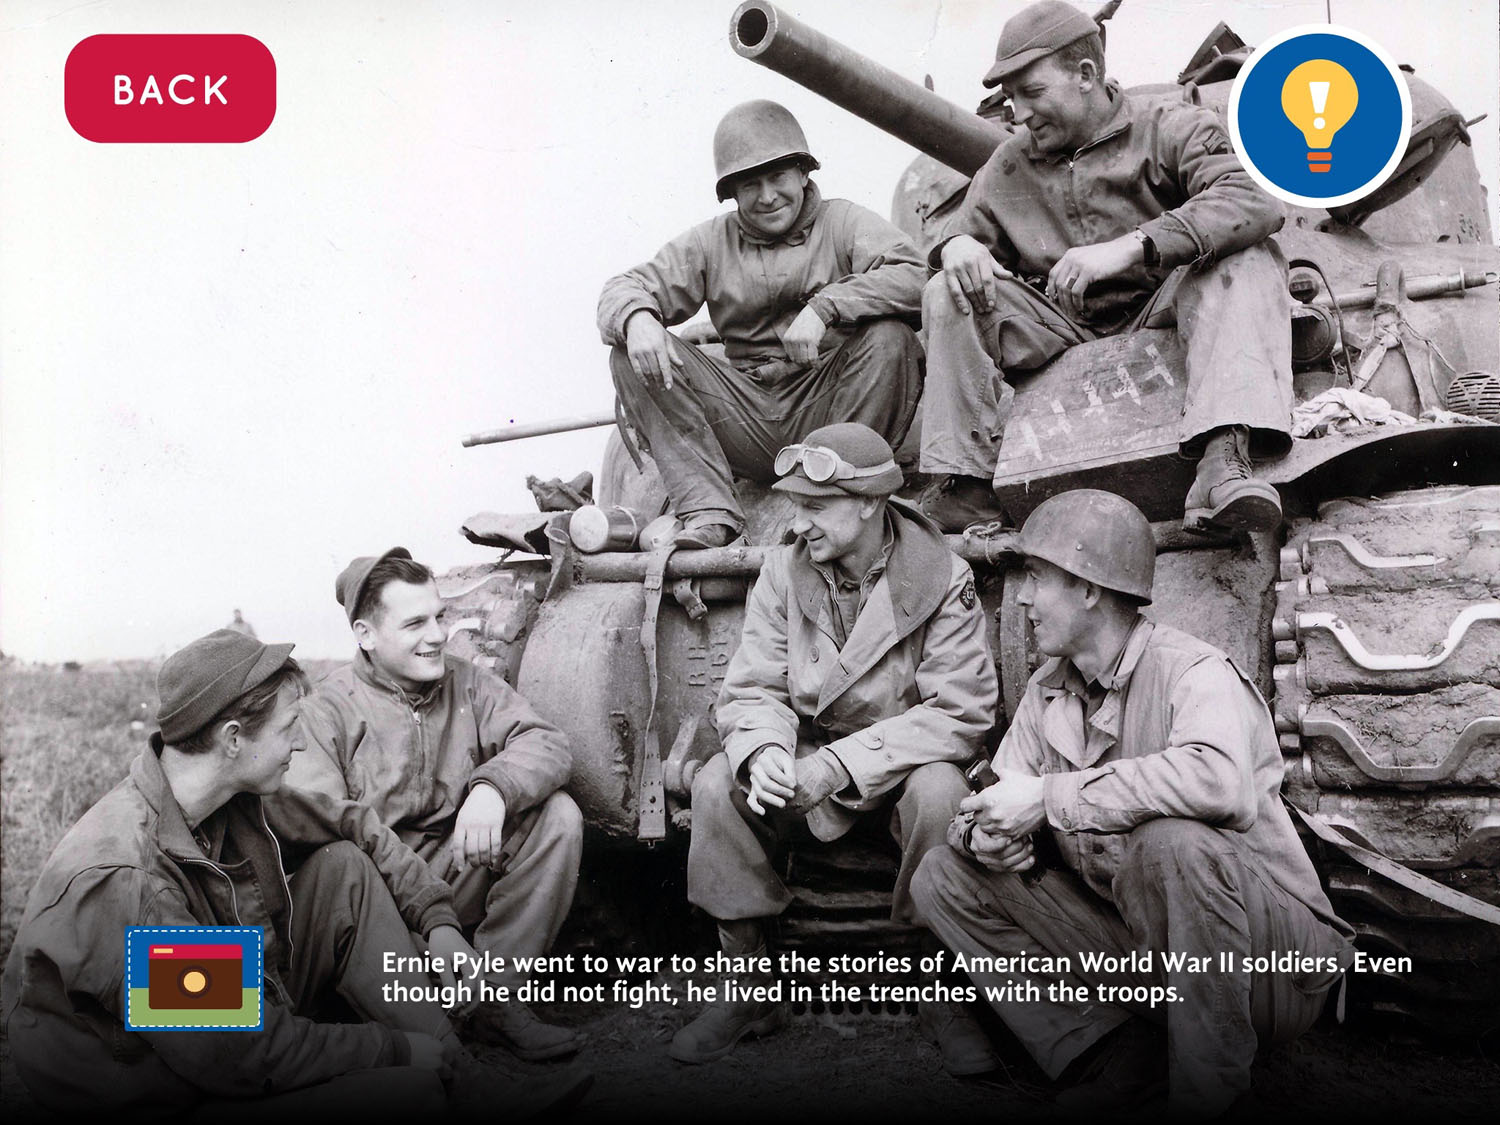 BACK
Ernie Pyle went to war to share the stories of American World War II soldiers. Even
though he did not fight, he lived in the trenches with the troops.